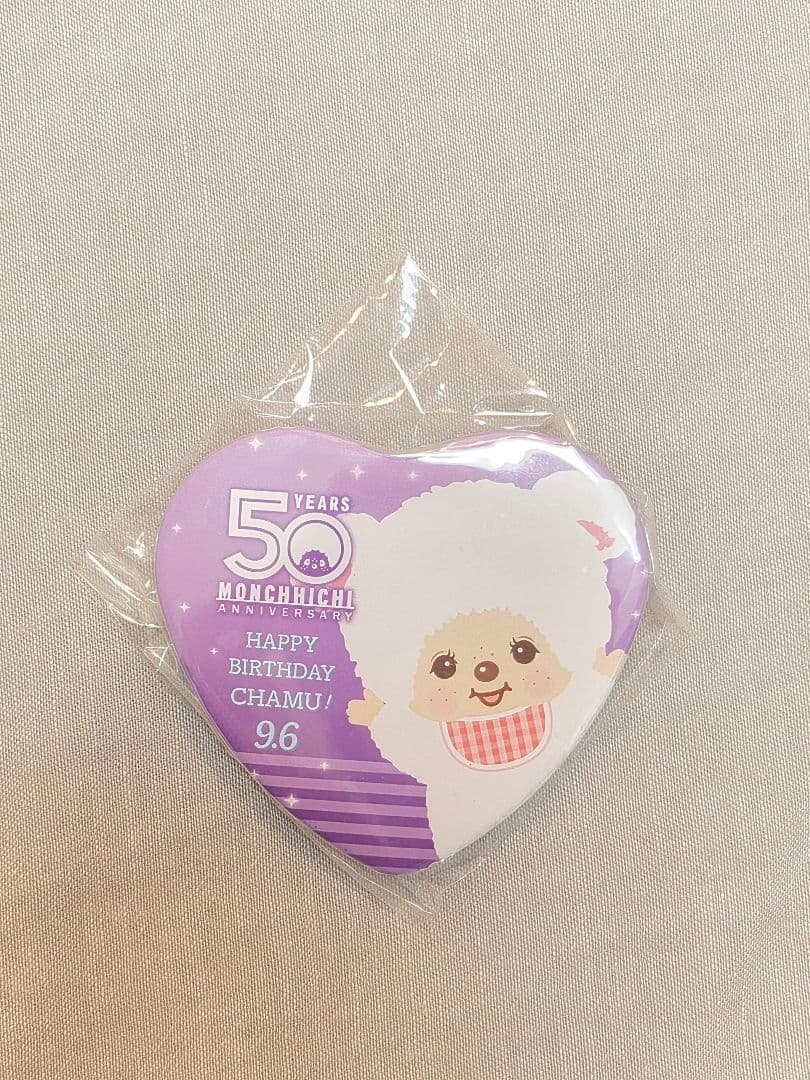 50 YEARS
MONCHHICHI
ANNIVERSARY
HAPPY
BIRTHDAY
CHAMU!
9.6